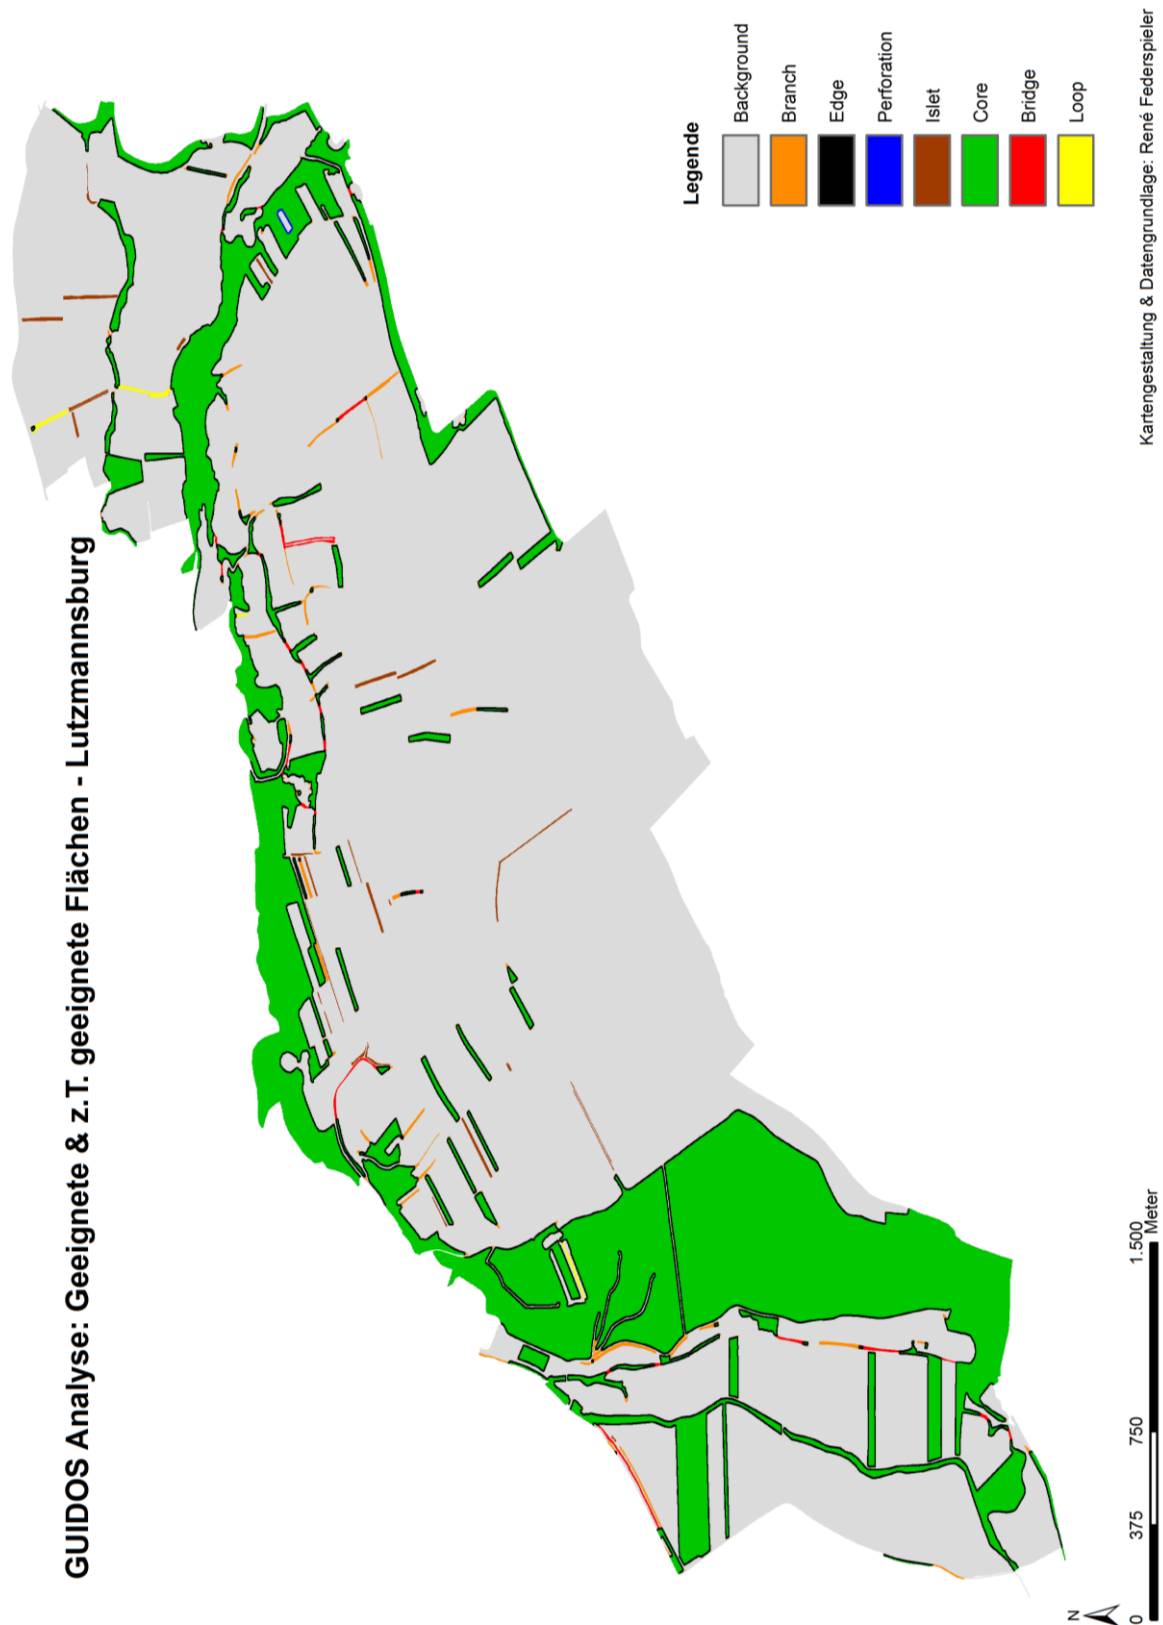 GUIDOS Analyse: Geeignete & z.T. geeignete Flächen - Lutzmannsburg
Legende
Background
Branch
Edge
Perforation
Islet
Core
Bridge
Loop
N
0 375 750 1.500
Meter
Kartengestaltung & Datengrundlage: René Federspieler